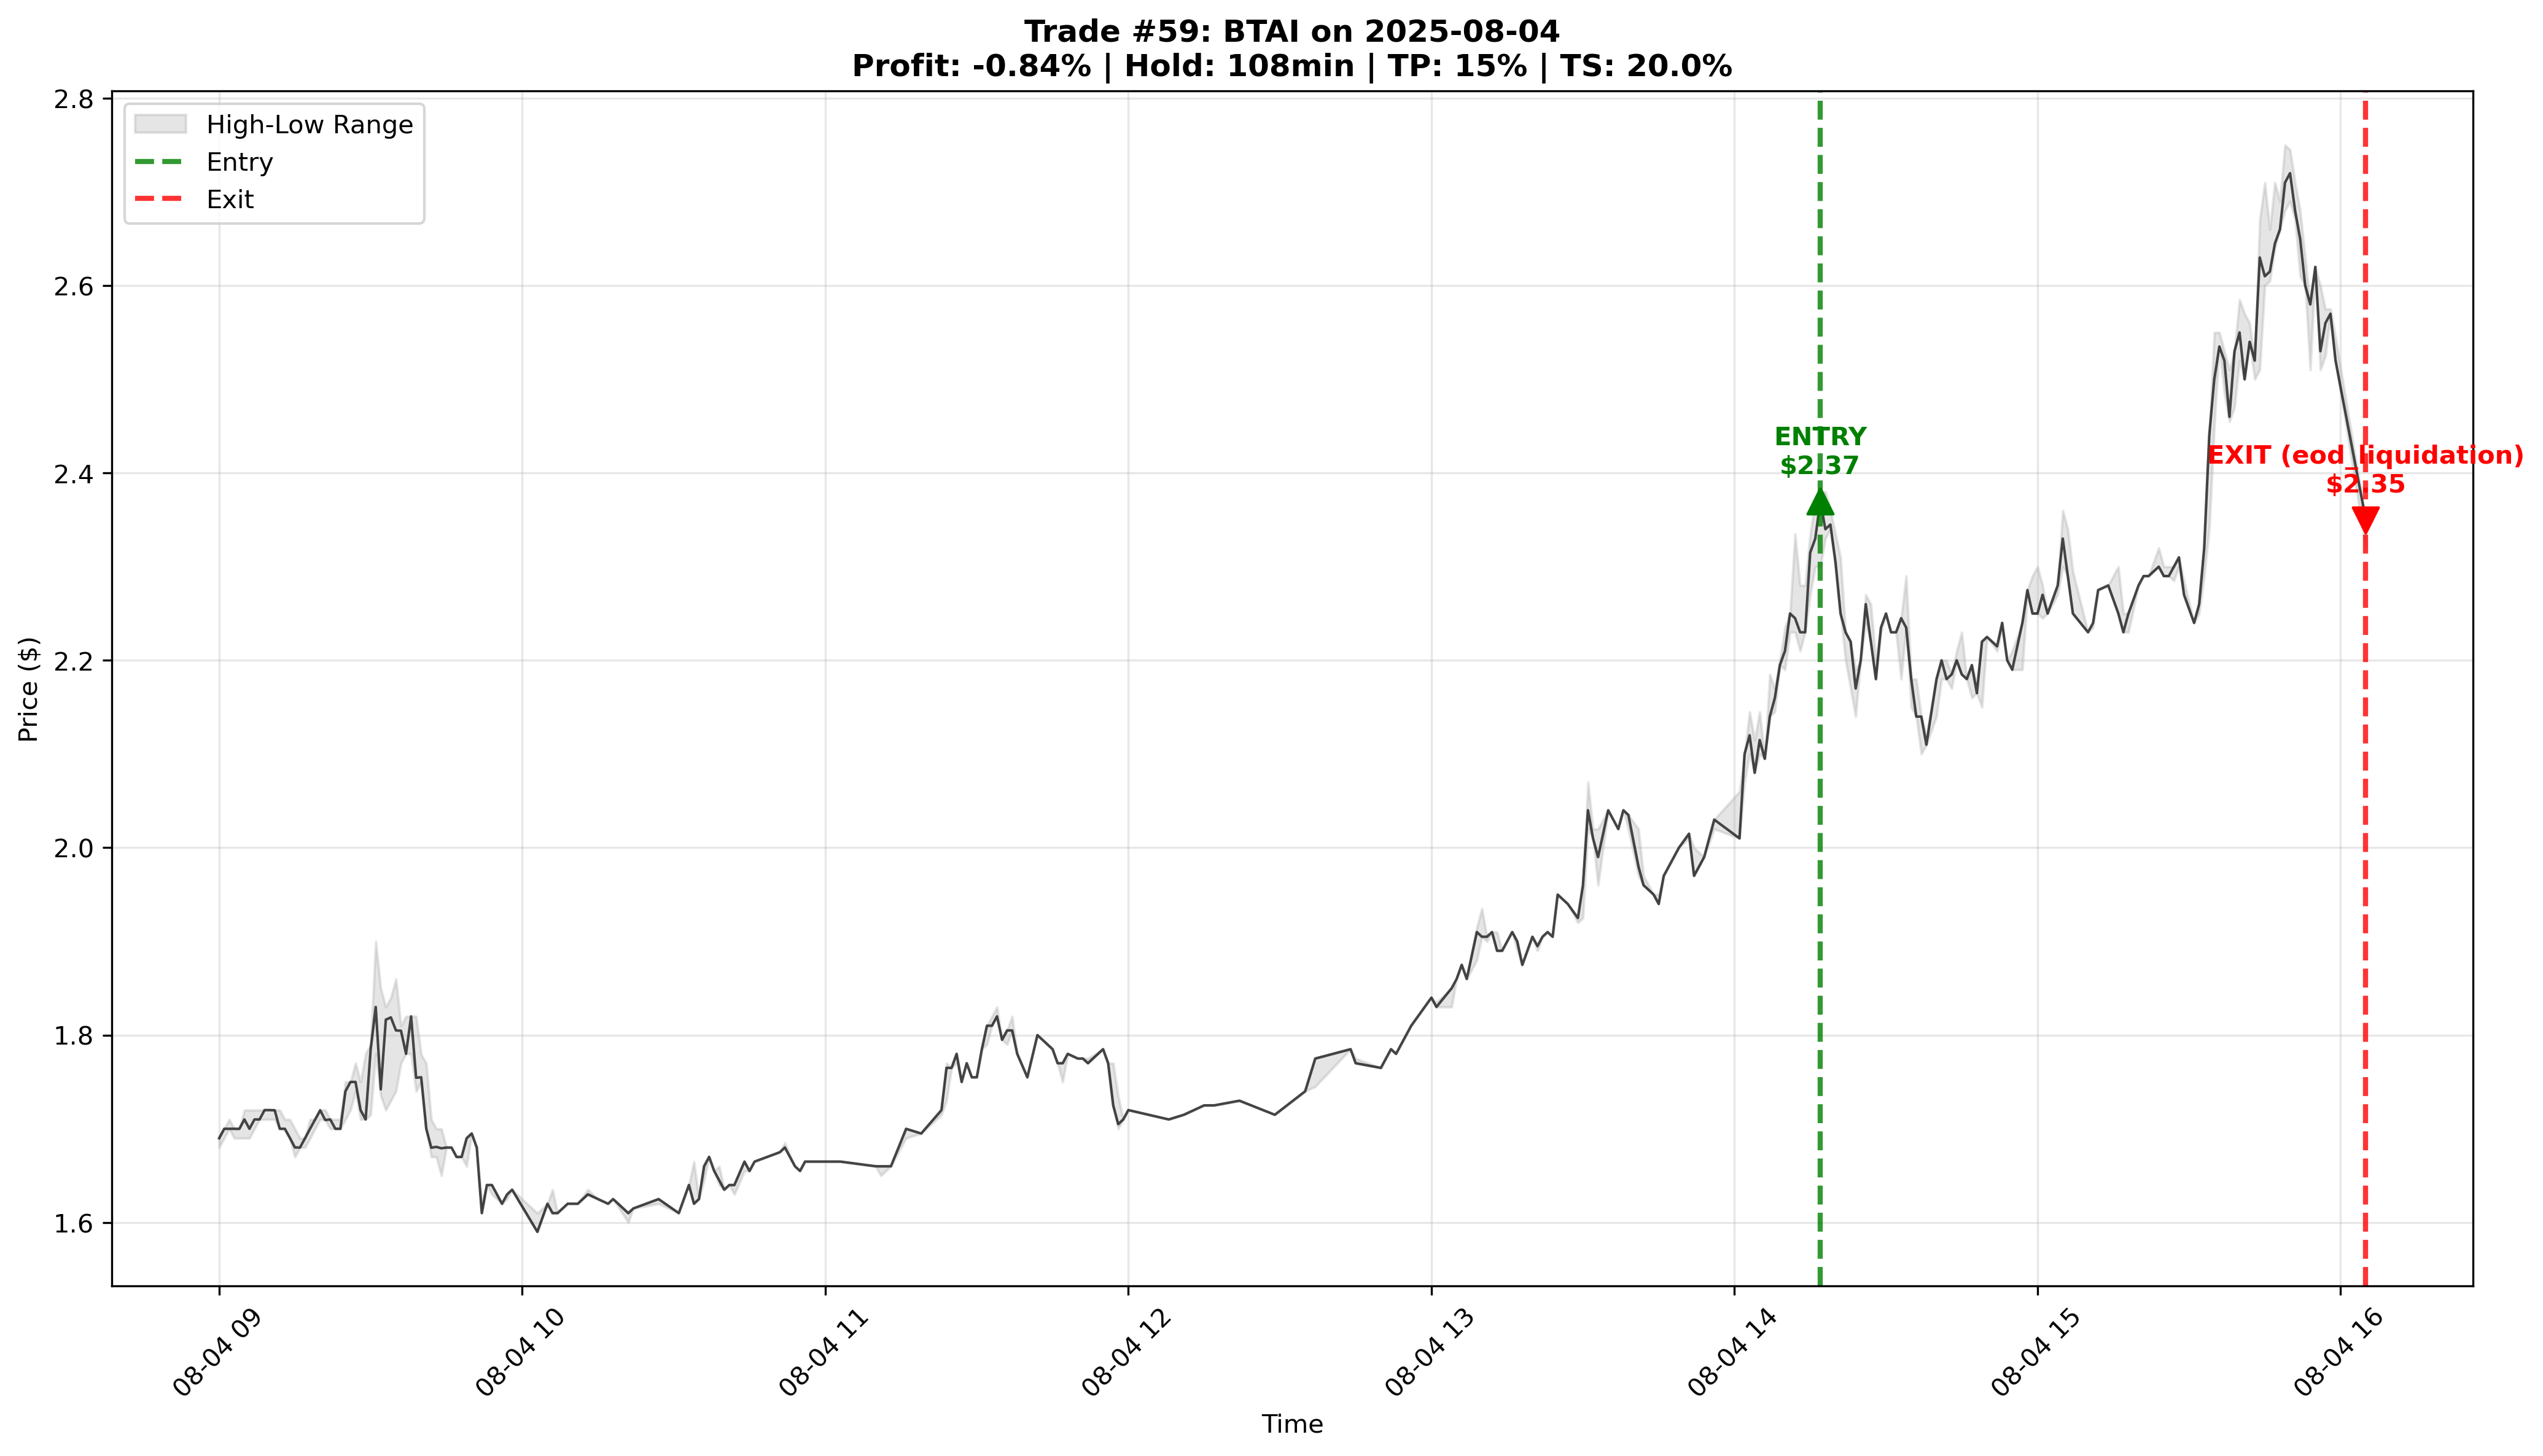 Trade #59: BTAI on 2025-08-04
Profit: -0.84% | Hold: 108min | TP: 15% | TS: 20.0%
High-Low Range
Entry
Exit
2.8
2.6
2.4
2.2
2.0
1.8
1.6
Price ($)
ENTRY
$2.37
EXIT (eod_liquidation)
$2.35
08-04 09
08-04 10
08-04 11
08-04 12
08-04 13
08-04 14
08-04 15
08-04 16
Time